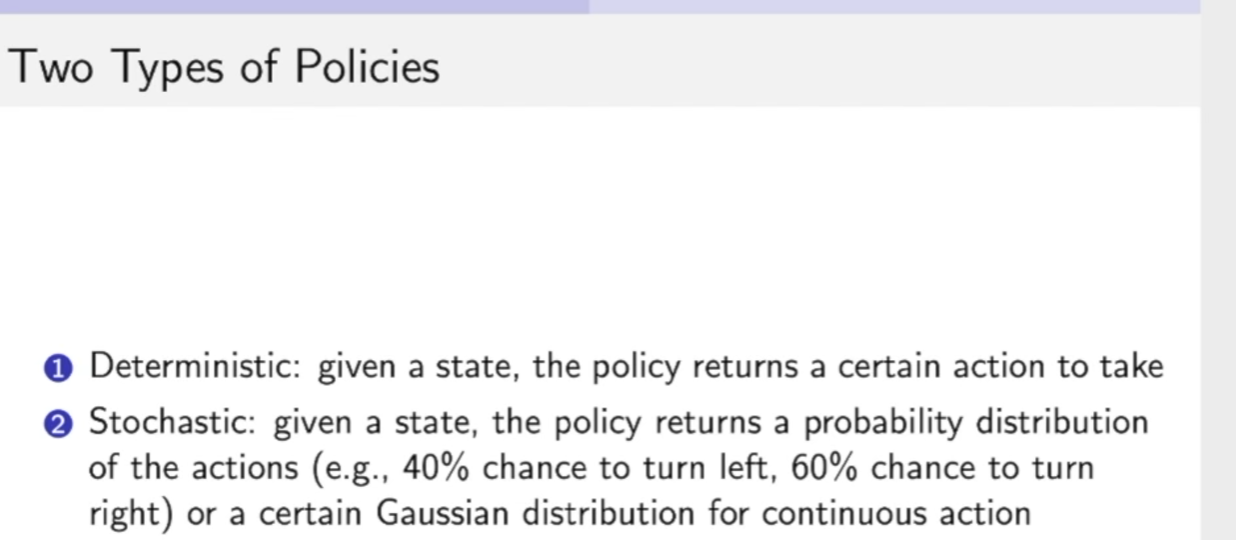 Two Types of Policies
1 Deterministic: given a state, the policy returns a certain action to take
2 Stochastic: given a state, the policy returns a probability distribution
of the actions (e.g., 40% chance to turn left, 60% chance to turn
right) or a certain Gaussian distribution for continuous action